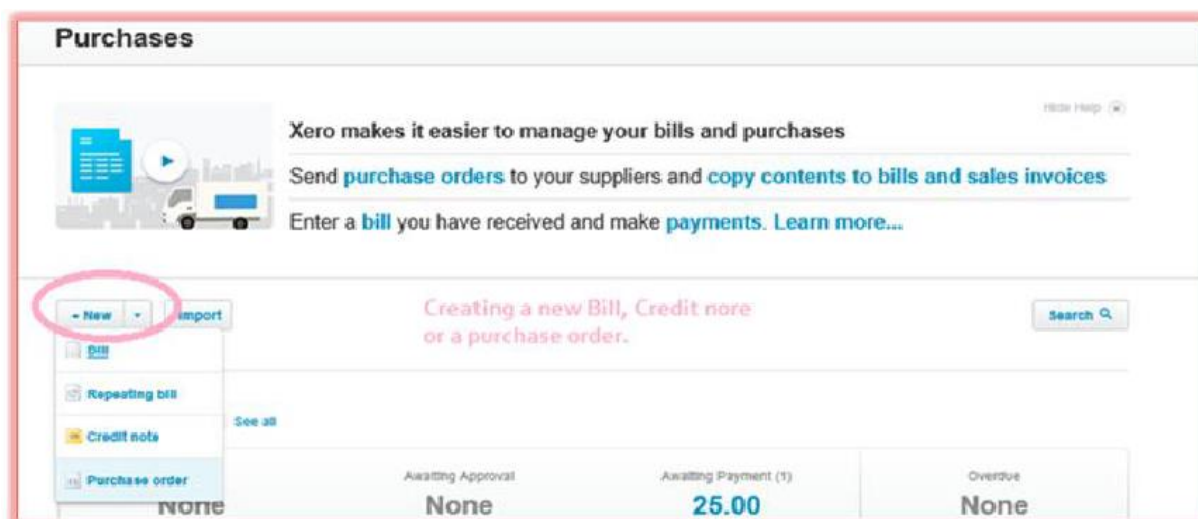 Purchases
Hide Help
Xero makes it easier to manage your bills and purchases
Send purchase orders to your suppliers and copy contents to bills and sales invoices
Enter a bill you have received and make payments. Learn more...
+ New
Import
Creating a new Bill, Credit nore
or a purchase order.
Search
Bill
Repeating bill
Credit note
Purchase order
See all
Awaiting Approval
Awaiting Payment (1)
Overdue
None
None
25.00
None